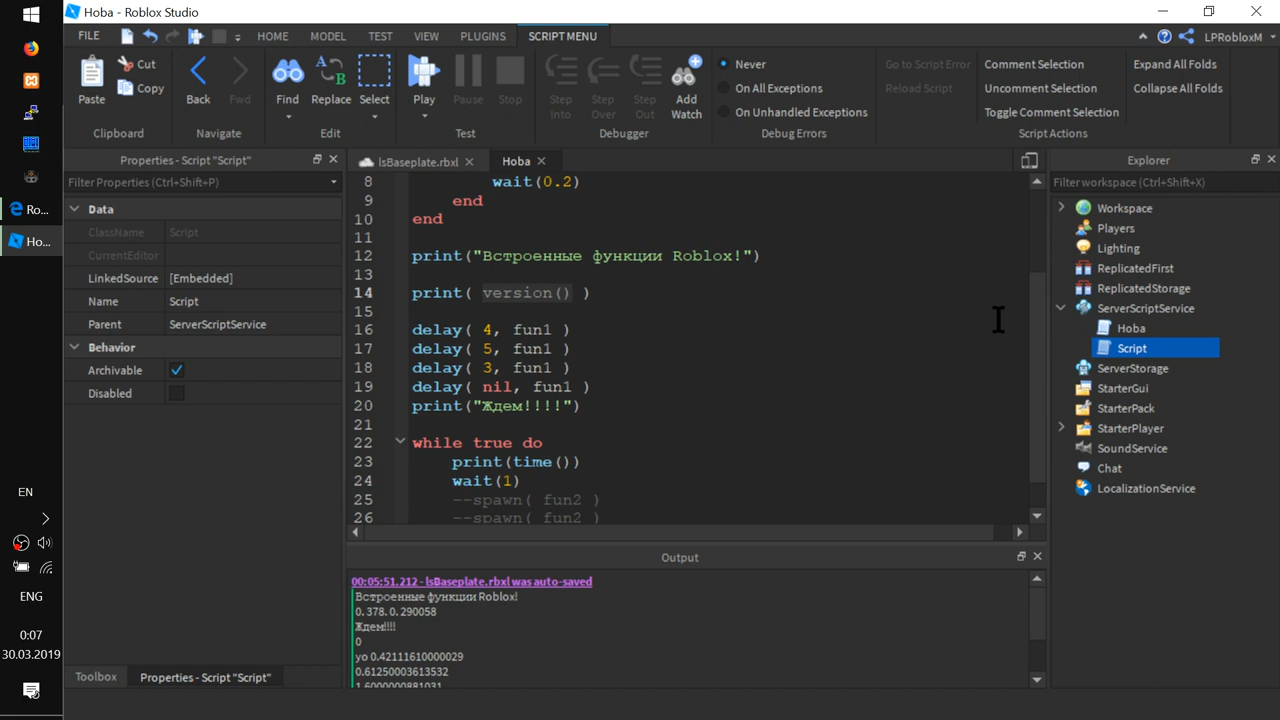 Hoba - Roblox Studio
FILE HOME MODEL TEST VIEW PLUGINS SCRIPT MENU LPRobloxM
Paste Cut Copy Back Fwd Find Replace Select Play Pause Stop Step Into Step Over Step Out Add Watch
Never Go to Script Error Comment Selection Expand All Folds
On All Exceptions Reload Script Uncomment Selection Collapse All Folds
On Unhandled Exceptions Toggle Comment Selection
Clipboard Navigate Edit Test Debugger Debug Errors Script Actions
Properties - Script "Script"
Filter Properties (Ctrl+Shift+P)
Data
ClassName Script
CurrentEditor
LinkedSource [Embedded]
Name Script
Parent ServerScriptService
Behavior
Archivable
Disabled
Toolbox Properties - Script "Script"
lsBaseplate.rbxl Hoba
8 wait(0.2)
9 end
10 end
11
12 print("Встроенные функции Roblox!")
13
14 print( version() )
15
16 delay( 4, fun1 )
17 delay( 5, fun1 )
18 delay( 3, fun1 )
19 delay( nil, fun1 )
20 print("Ждем!!!!")
21
22 while true do
23 print(time())
24 wait(1)
25 --spawn( fun2 )
26 --spawn( fun2 )
Output
00:05:51.212 - lsBaseplate.rbxl was auto-saved
Встроенные функции Roblox!
0. 378. 0. 290058
Ждем!!!!
0
yo 0.42111610000029
0.61250003613532
1.6000000881031
Explorer
Filter workspace (Ctrl+Shift+X)
Workspace
Players
Lighting
ReplicatedFirst
ReplicatedStorage
ServerScriptService
Hoba
Script
ServerStorage
StarterGui
StarterPack
StarterPlayer
SoundService
Chat
LocalizationService
Ro...
Ho...
EN
ENG
0:07
30.03.2019